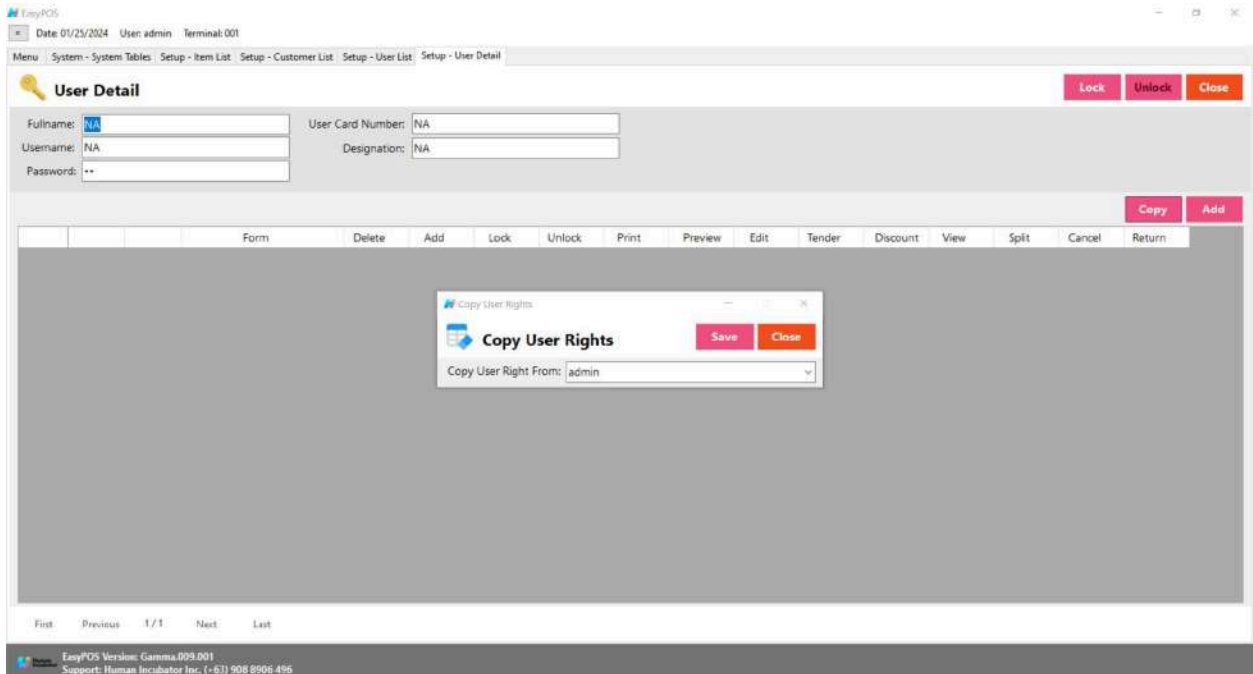 EasyPOS
Date: 01/25/2024 User: admin Terminal: 001
Menu System - System Tables Setup - Item List Setup - Customer List Setup - User List Setup - User Detail
User Detail Lock Unlock Close
Fullname: NA User Card Number: NA
Username: NA Designation: NA
Password: ••
Copy Add
Form Delete Add Lock Unlock Print Preview Edit Tender Discount View Split Cancel Return
Copy User Rights
Copy User Rights Save Close
Copy User Right From: admin
First Previous 1 / 1 Next Last
EasyPOS Version: Gamma.009.001
Support: Human Incubator Inc. (+63) 908 8906 496